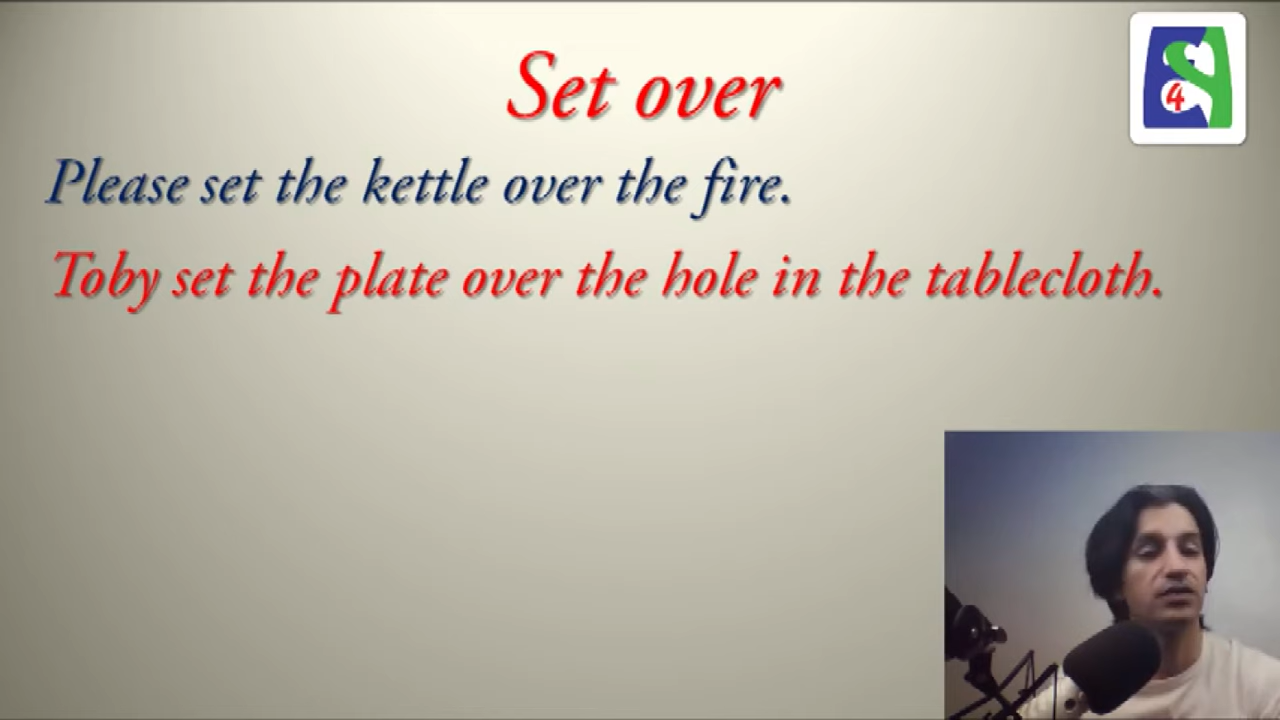 Set over
4
Please set the kettle over the fire.
Toby set the plate over the hole in the tablecloth.